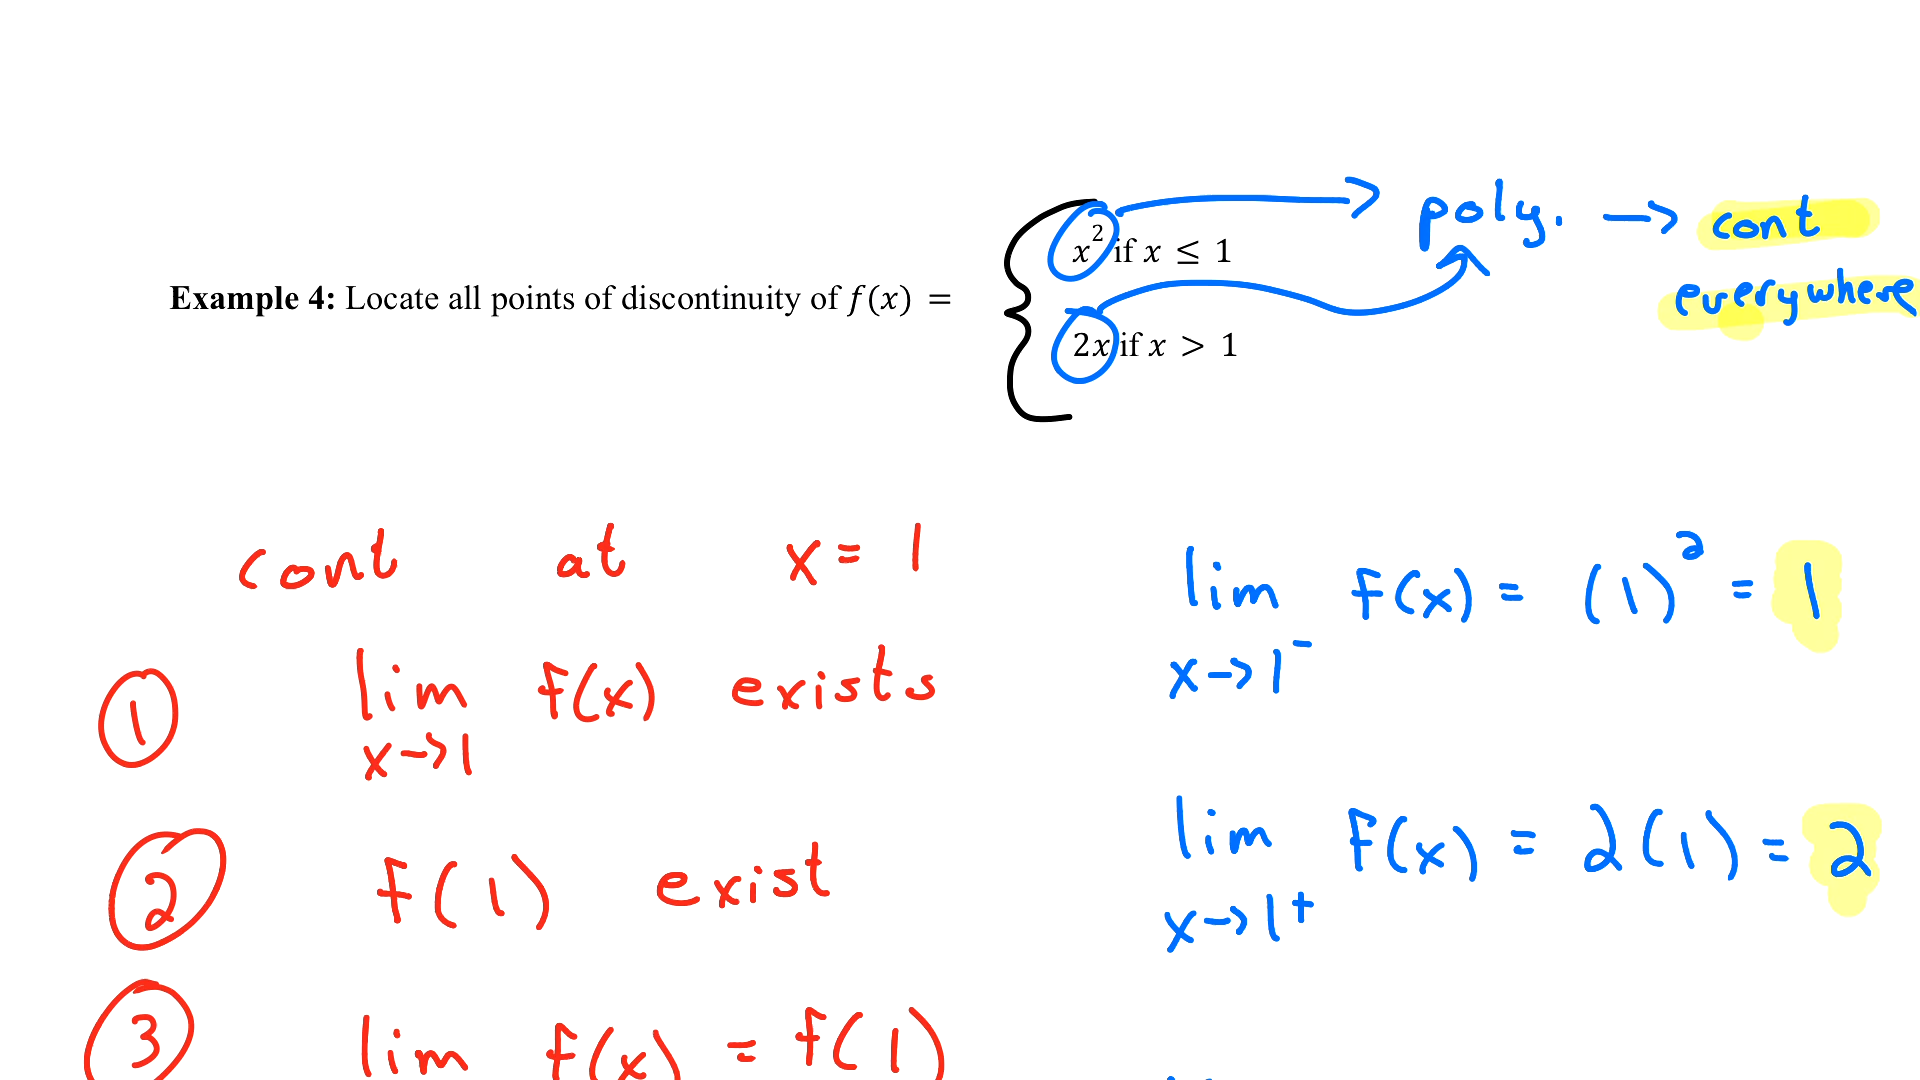 x² if x ≤ 1
Example 4: Locate all points of discontinuity of f(x) =
2x if x > 1
poly. → cont
everywhere
cont at x = 1
① lim f(x) exists
x→1
② f(1) exist
③ lim f(x) = f(1)
lim f(x) = (1)² = 1
x→1⁻
lim f(x) = 2(1) = 2
x→1⁺